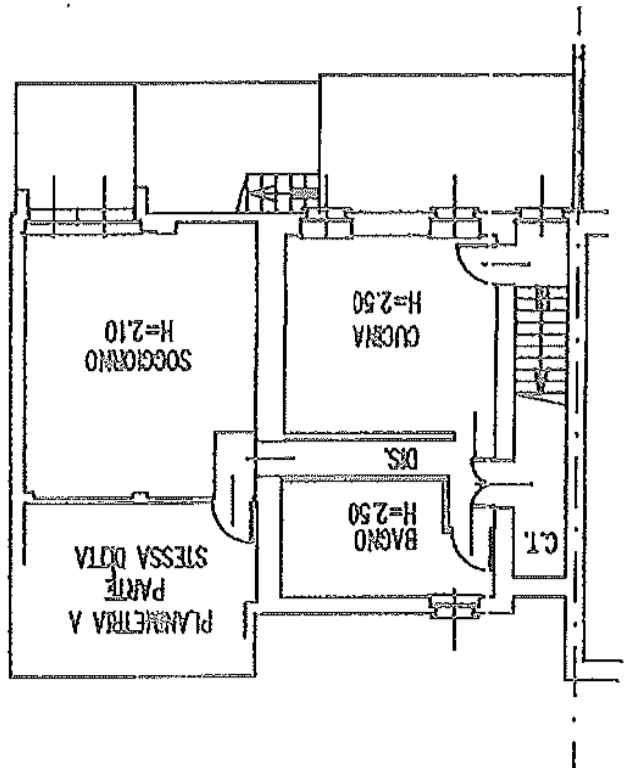 PLANIMETRIA A
PARTE
STESSA DITTA
C.T.
BAGNO
H=2.50
DIS.
SOGGIORNO
H=2.10
CUCINA
H=2.50